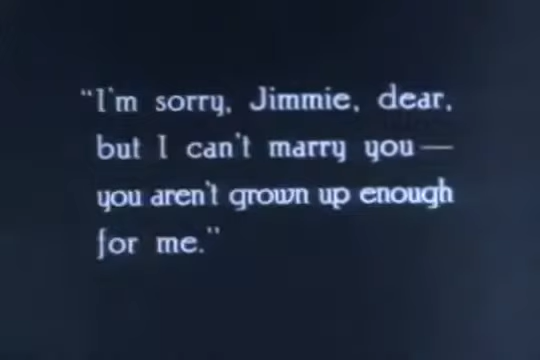 "I'm sorry, Jimmie, dear,
but I can't marry you—
you aren't grown up enough
for me."